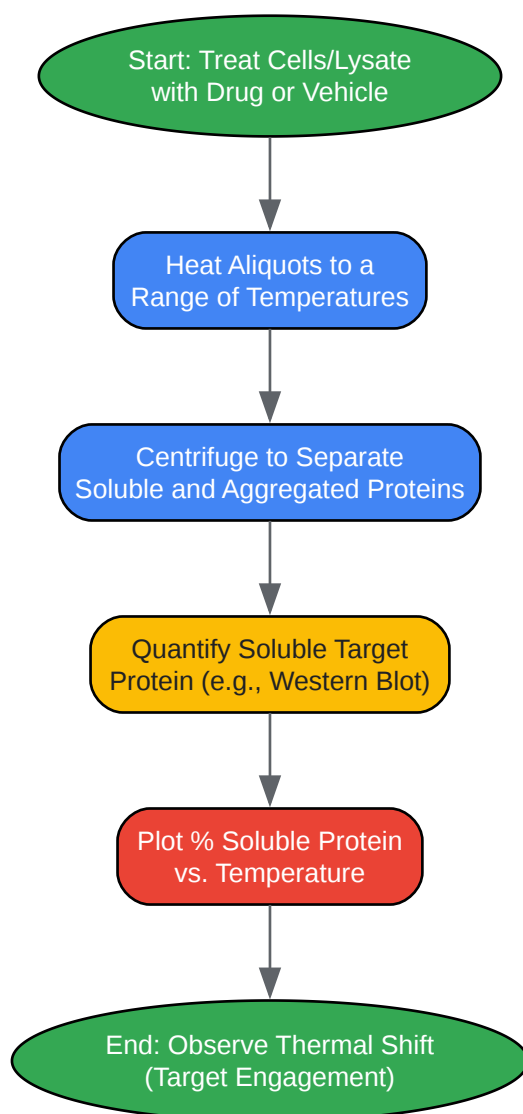 Start: Treat Cells/Lysate
with Drug or Vehicle
Heat Aliquots to a
Range of Temperatures
Centrifuge to Separate
Soluble and Aggregated Proteins
Quantify Soluble Target
Protein (e.g., Western Blot)
Plot % Soluble Protein
vs. Temperature
End: Observe Thermal Shift
(Target Engagement)